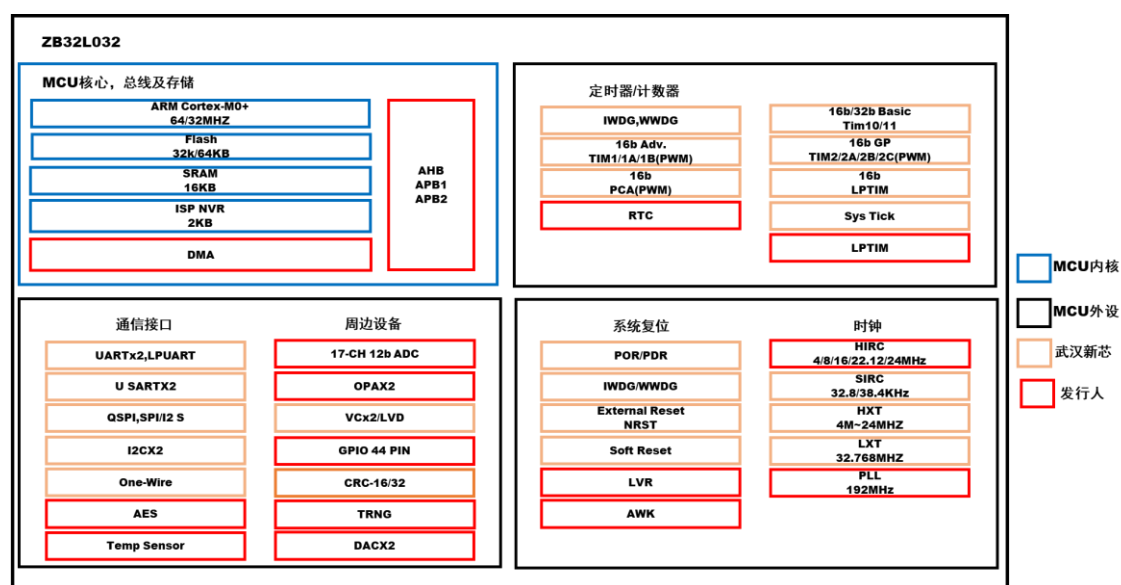 ZB32L032
MCU核心，总线及存储
ARM Cortex-M0+
64/32MHZ
Flash
32k/64KB
SRAM
16KB
ISP NVR
2KB
DMA
AHB
APB1
APB2
定时器/计数器
IWDG,WWDG
16b Adv.
TIM1/1A/1B(PWM)
16b
PCA(PWM)
RTC
16b/32b Basic
Tim10/11
16b GP
TIM2/2A/2B/2C(PWM)
16b
LPTIM
Sys Tick
LPTIM
通信接口
UARTx2,LPUART
U SARTX2
QSPI,SPI/I2 S
I2CX2
One-Wire
AES
Temp Sensor
周边设备
17-CH 12b ADC
OPAX2
VCx2/LVD
GPIO 44 PIN
CRC-16/32
TRNG
DACX2
系统复位
POR/PDR
IWDG/WWDG
External Reset
NRST
Soft Reset
LVR
AWK
时钟
HIRC
4/8/16/22.12/24MHz
SIRC
32.8/38.4KHz
HXT
4M~24MHZ
LXT
32.768MHZ
PLL
192MHz
MCU内核
MCU外设
武汉新芯
发行人